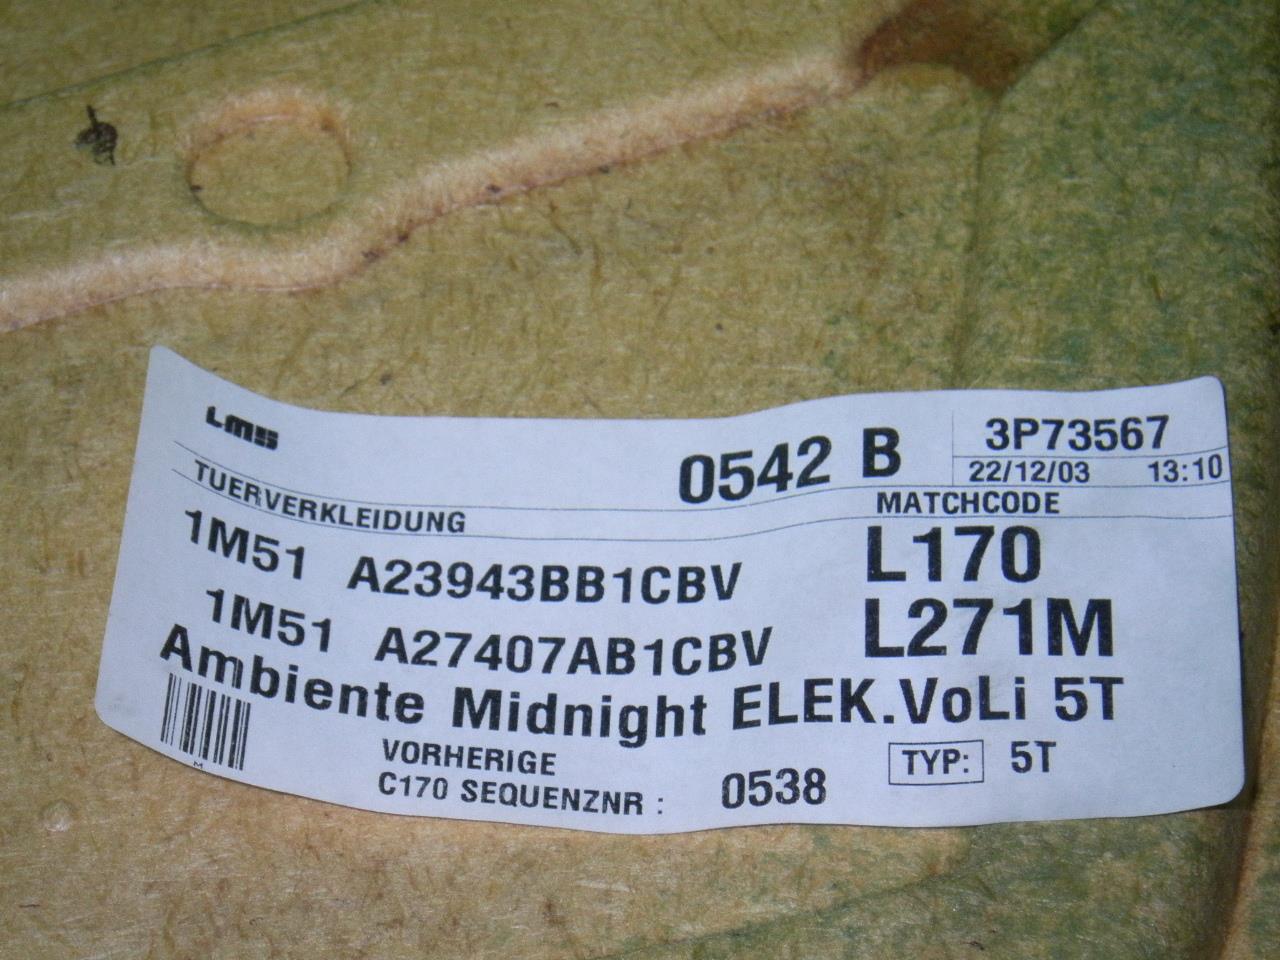 LMS
0542 B 3P73567
22/12/03 13:10
TUERVERKLEIDUNG MATCHCODE
1M51 A23943BB1CBV L170
1M51 A27407AB1CBV L271M
Ambiente Midnight ELEK.VoLi 5T
VORHERIGE
C170 SEQUENZNR : 0538 TYP: 5T
M